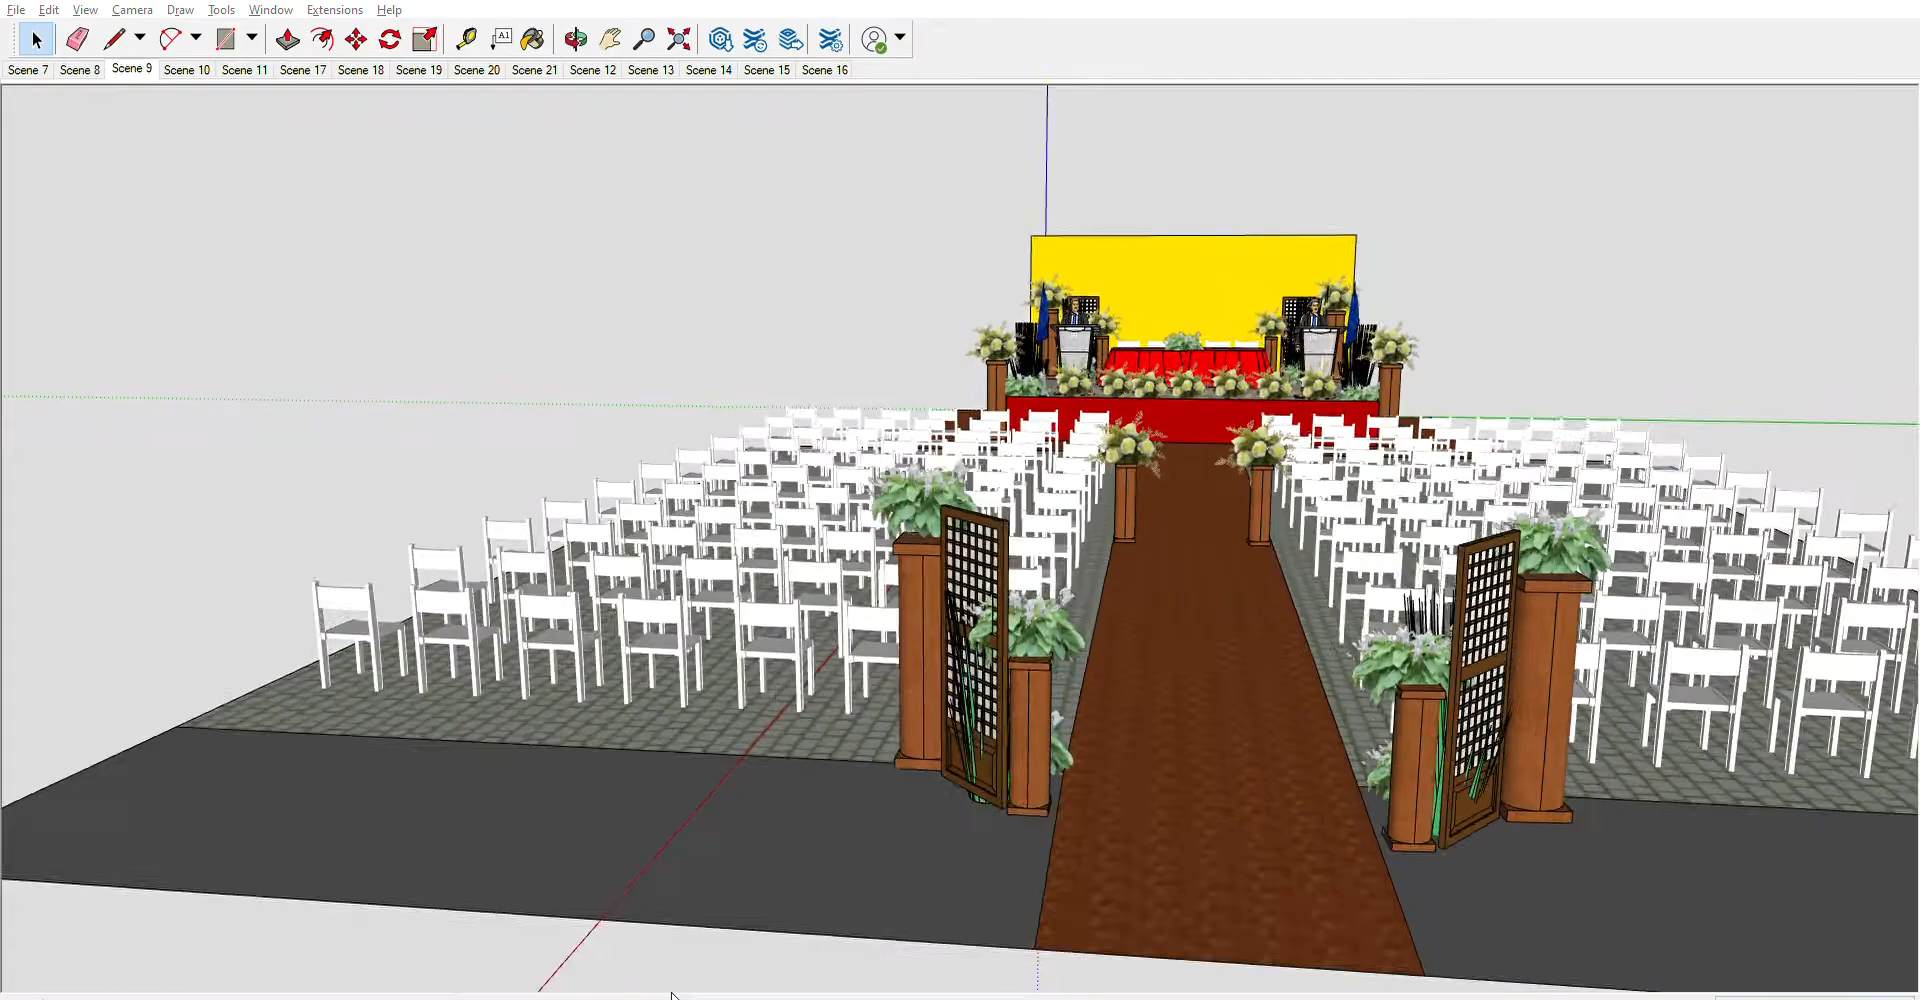 File Edit View Camera Draw Tools Window Extensions Help
A1
Scene 7 Scene 8 Scene 9 Scene 10 Scene 11 Scene 17 Scene 18 Scene 19 Scene 20 Scene 21 Scene 12 Scene 13 Scene 14 Scene 15 Scene 16